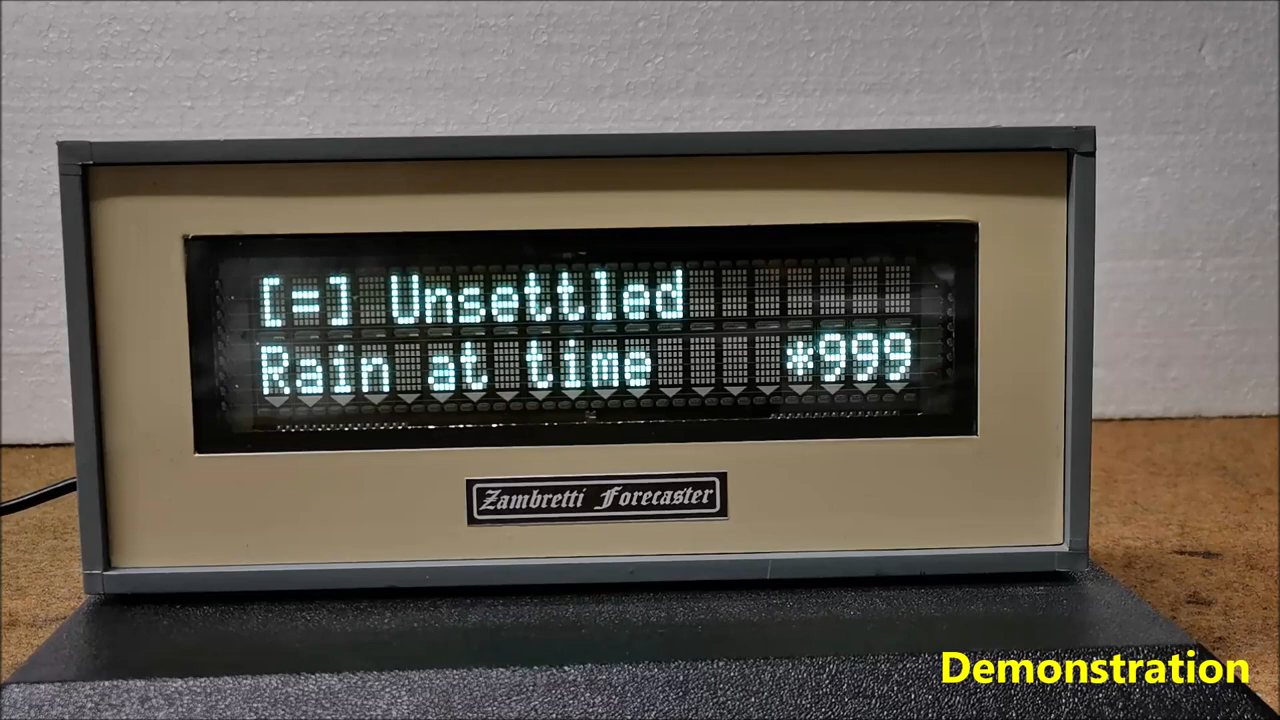 [=] Unsettled
Rain at time *999
Zambretti Forecaster
Demonstration